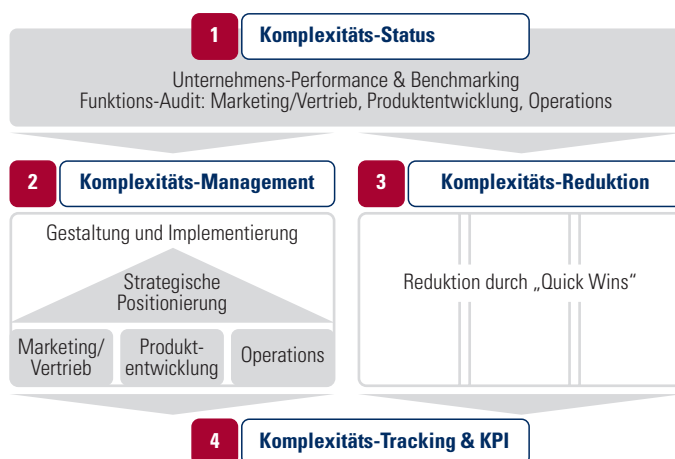 1 Komplexitäts-Status
Unternehmens-Performance & Benchmarking
Funktions-Audit: Marketing/Vertrieb, Produktentwicklung, Operations
2 Komplexitäts-Management
Gestaltung und Implementierung
Strategische
Positionierung
Marketing/
Vertrieb
Produkt-
entwicklung
Operations
3 Komplexitäts-Reduktion
Reduktion durch „Quick Wins“
4 Komplexitäts-Tracking & KPI